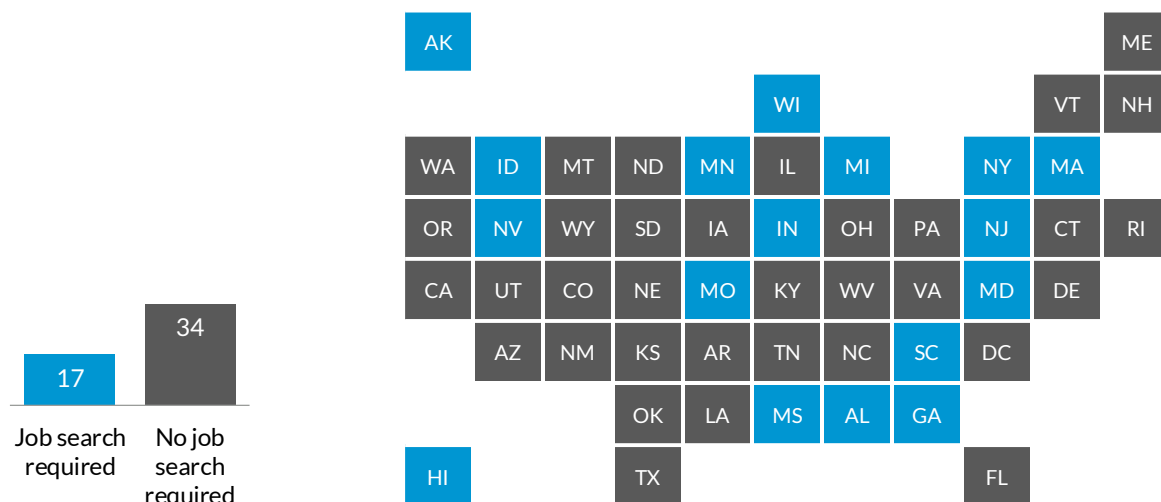 AK ME
WI VT NH
WA ID MT ND MN IL MI NY MA
OR NV WY SD IA IN OH PA NJ CT RI
CA UT CO NE MO KY WV VA MD DE
AZ NM KS AR TN NC SC DC
OK LA MS AL GA
HI TX FL
17
34
Job search
required
No job
search
required